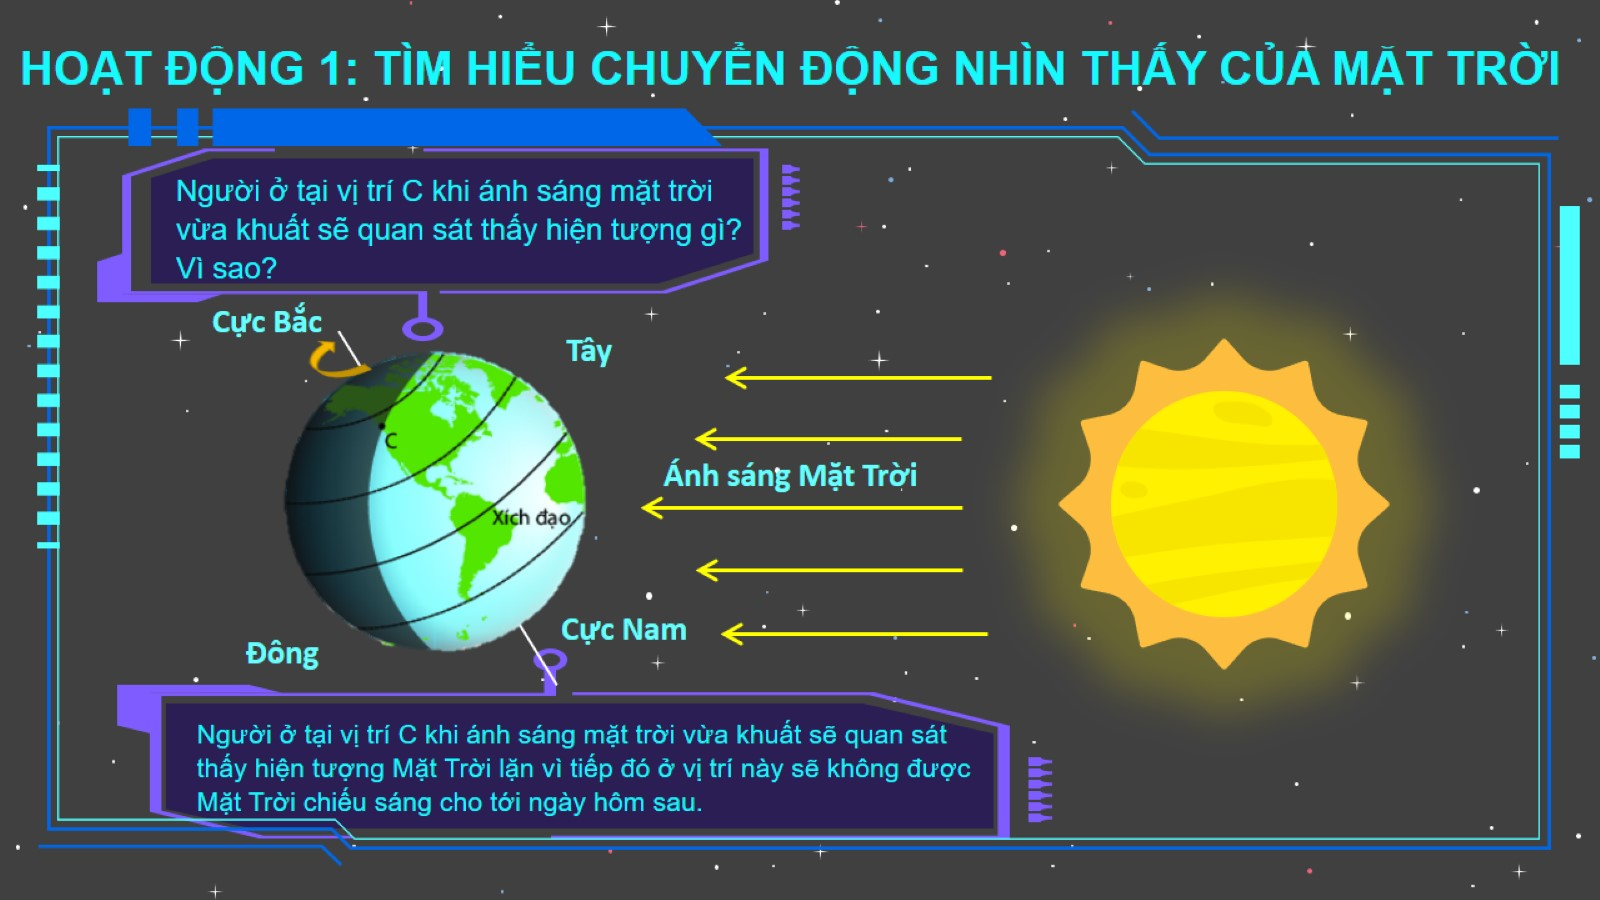 HOẠT ĐỘNG 1: TÌM HIỂU CHUYỂN ĐỘNG NHÌN THẤY CỦA MẶT TRỜI
Người ở tại vị trí C khi ánh sáng mặt trời
vừa khuất sẽ quan sát thấy hiện tượng gì?
Vì sao?
Cực Bắc
Tây
C
Ánh sáng Mặt Trời
Xích đạo
Cực Nam
Đông
Người ở tại vị trí C khi ánh sáng mặt trời vừa khuất sẽ quan sát
thấy hiện tượng Mặt Trời lặn vì tiếp đó ở vị trí này sẽ không được
Mặt Trời chiếu sáng cho tới ngày hôm sau.